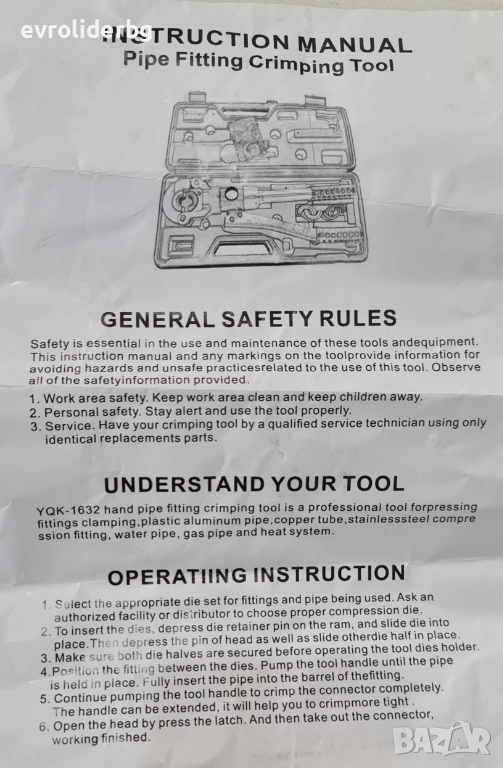 evroliderbg
INSTRUCTION MANUAL
Pipe Fitting Crimping Tool
GENERAL SAFETY RULES
Safety is essential in the use and maintenance of these tools andequipment.
This instruction manual and any markings on the toolprovide information for
avoiding hazards and unsafe practicesrelated to the use of this tool. Observe
all of the safetyinformation provided.
1. Work area safety. Keep work area clean and keep children away.
2. Personal safety. Stay alert and use the tool properly.
3. Service. Have your crimping tool by a qualified service technician using only
identical replacements parts.
UNDERSTAND YOUR TOOL
YQK-1632 hand pipe fitting crimping tool is a professional tool forpressing
fittings clamping,plastic aluminum pipe,copper tube,stainlesssteel compre
ssion fitting, water pipe, gas pipe and heat system.
OPERATIING INSTRUCTION
1. Select the appropriate die set for fittings and pipe being used. Ask an
authorized facility or distributor to choose proper compression die.
2. To insert the dies, depress die retainer pin on the ram, and slide die into
place.Then depress the pin of head as well as slide otherdie half in place.
3. Make sure both die halves are secured before operating the tool dies holder.
4.Position the fitting between the dies. Pump the tool handle until the pipe
is held in place. Fully insert the pipe into the barrel of thefitting.
5. Continue pumping the tool handle to crimp the connector completely.
The handle can be extended, it will help you to crimpmore tight .
6. Open the head by press the latch. And then take out the connector,
working finished.
BAZAR